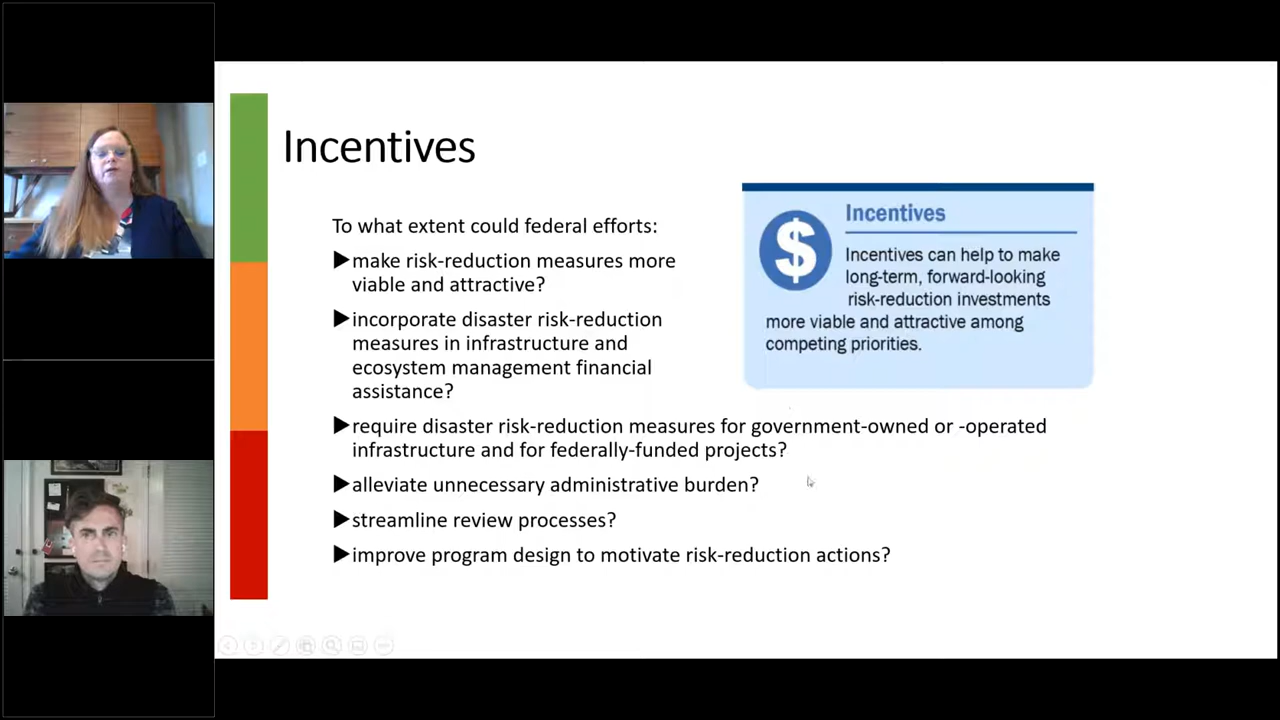 Incentives
To what extent could federal efforts:
▶make risk-reduction measures more
viable and attractive?
▶incorporate disaster risk-reduction
measures in infrastructure and
ecosystem management financial
assistance?
▶require disaster risk-reduction measures for government-owned or -operated
infrastructure and for federally-funded projects?
▶alleviate unnecessary administrative burden?
▶streamline review processes?
▶improve program design to motivate risk-reduction actions?
$
Incentives
Incentives can help to make
long-term, forward-looking
risk-reduction investments
more viable and attractive among
competing priorities.